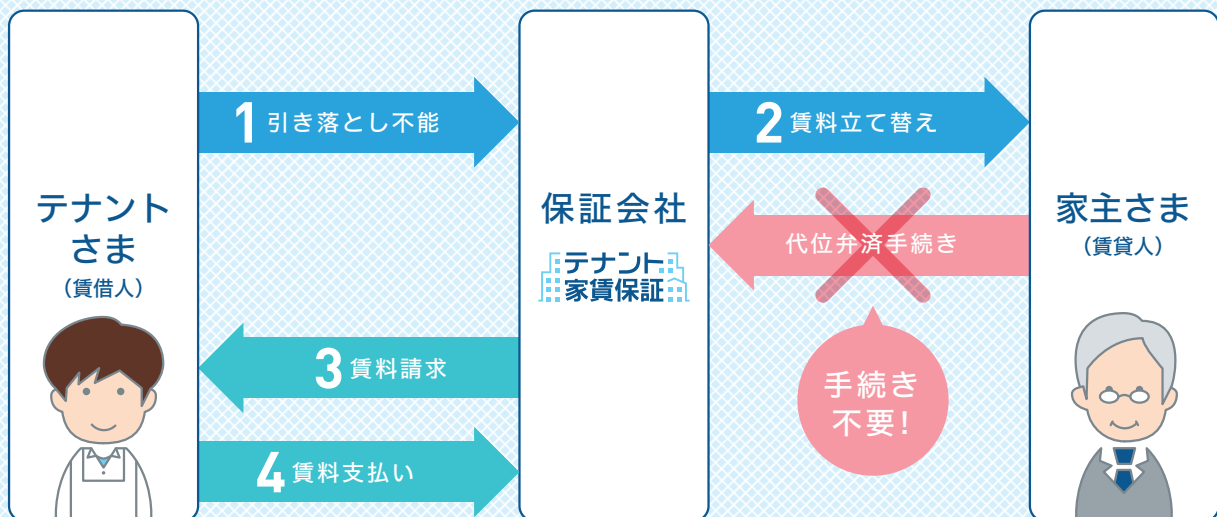 テナント
さま
(賃借人)
1 引き落とし不能
保証会社
テナント
家賃保証
2 賃料立て替え
代位弁済手続き
手続き
不要!
家主さま
(賃貸人)
3 賃料請求
4 賃料支払い